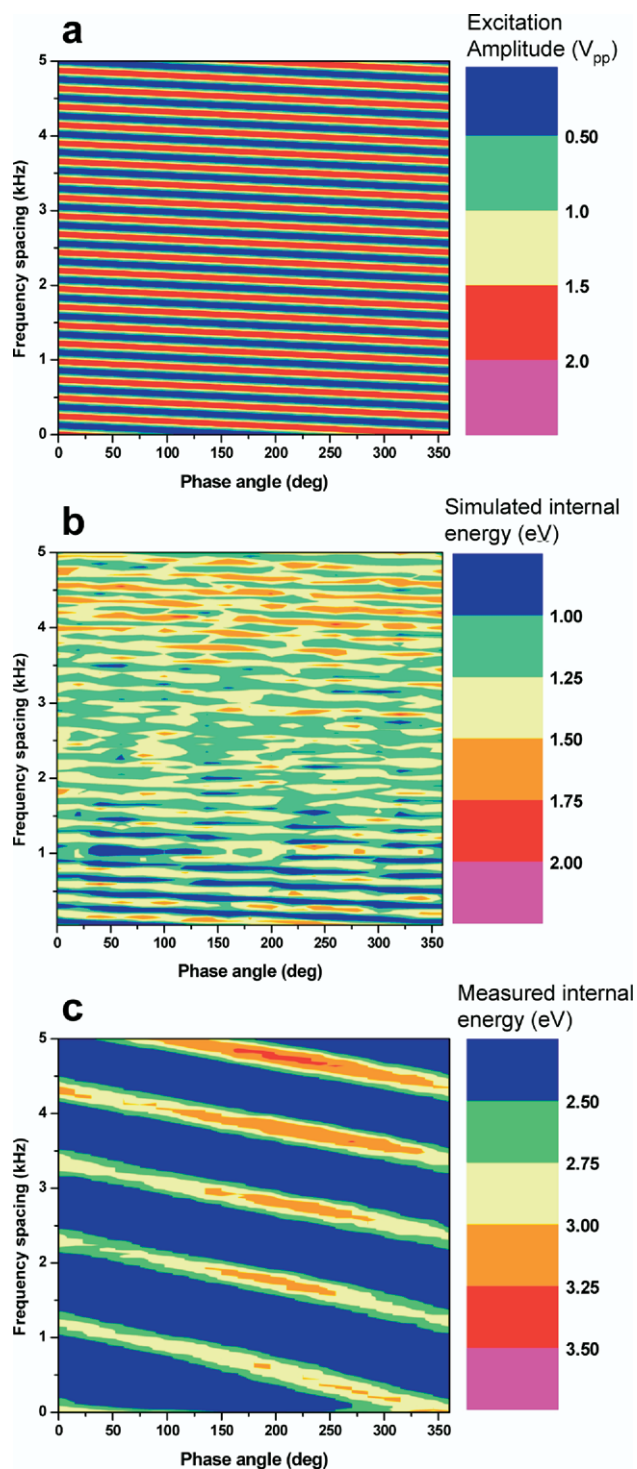 a
Excitation
Amplitude (Vpp)
5
4
3
2
1
0
Frequency spacing (kHz)
0 50 100 150 200 250 300 350
Phase angle (deg)
0.50
1.0
1.5
2.0
b
Simulated internal
energy (eV)
5
4
3
2
1
Frequency spacing (kHz)
0 50 100 150 200 250 300 350
Phase angle (deg)
1.00
1.25
1.50
1.75
2.00
c
Measured internal
energy (eV)
5
4
3
2
1
0
Frequency spacing (kHz)
0 50 100 150 200 250 300 350
Phase angle (deg)
2.50
2.75
3.00
3.25
3.50